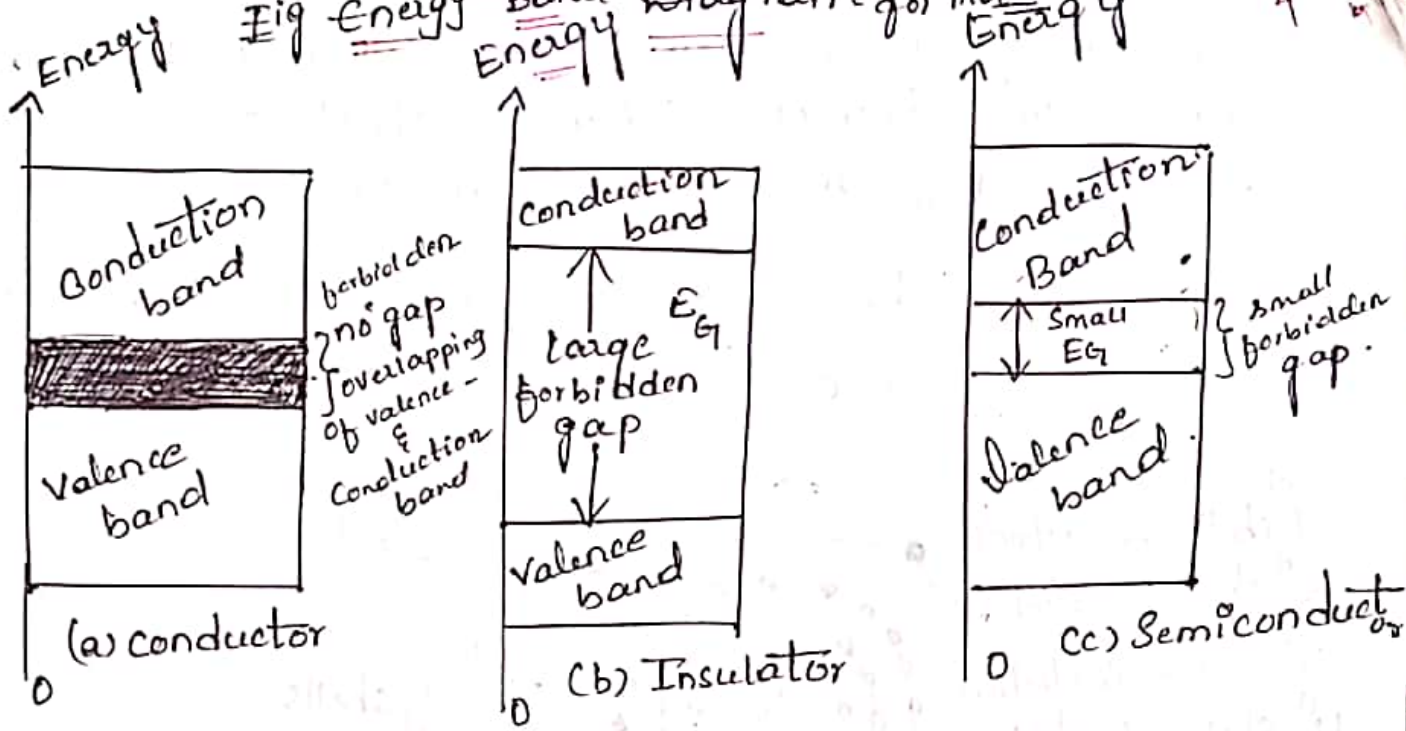 Fig Energy Band
Energy
Conduction
band
Valence
band
forbidden
no gap
overlapping
of valence -
&
Conduction
band
(a) conductor
0
Energy
Conduction
band
EG
large
forbidden
gap
Valence
band
(b) Insulator
0
Energy
Conduction
Band
Small
EG
small
forbidden
gap.
Valence
band
(c) Semiconductor
0